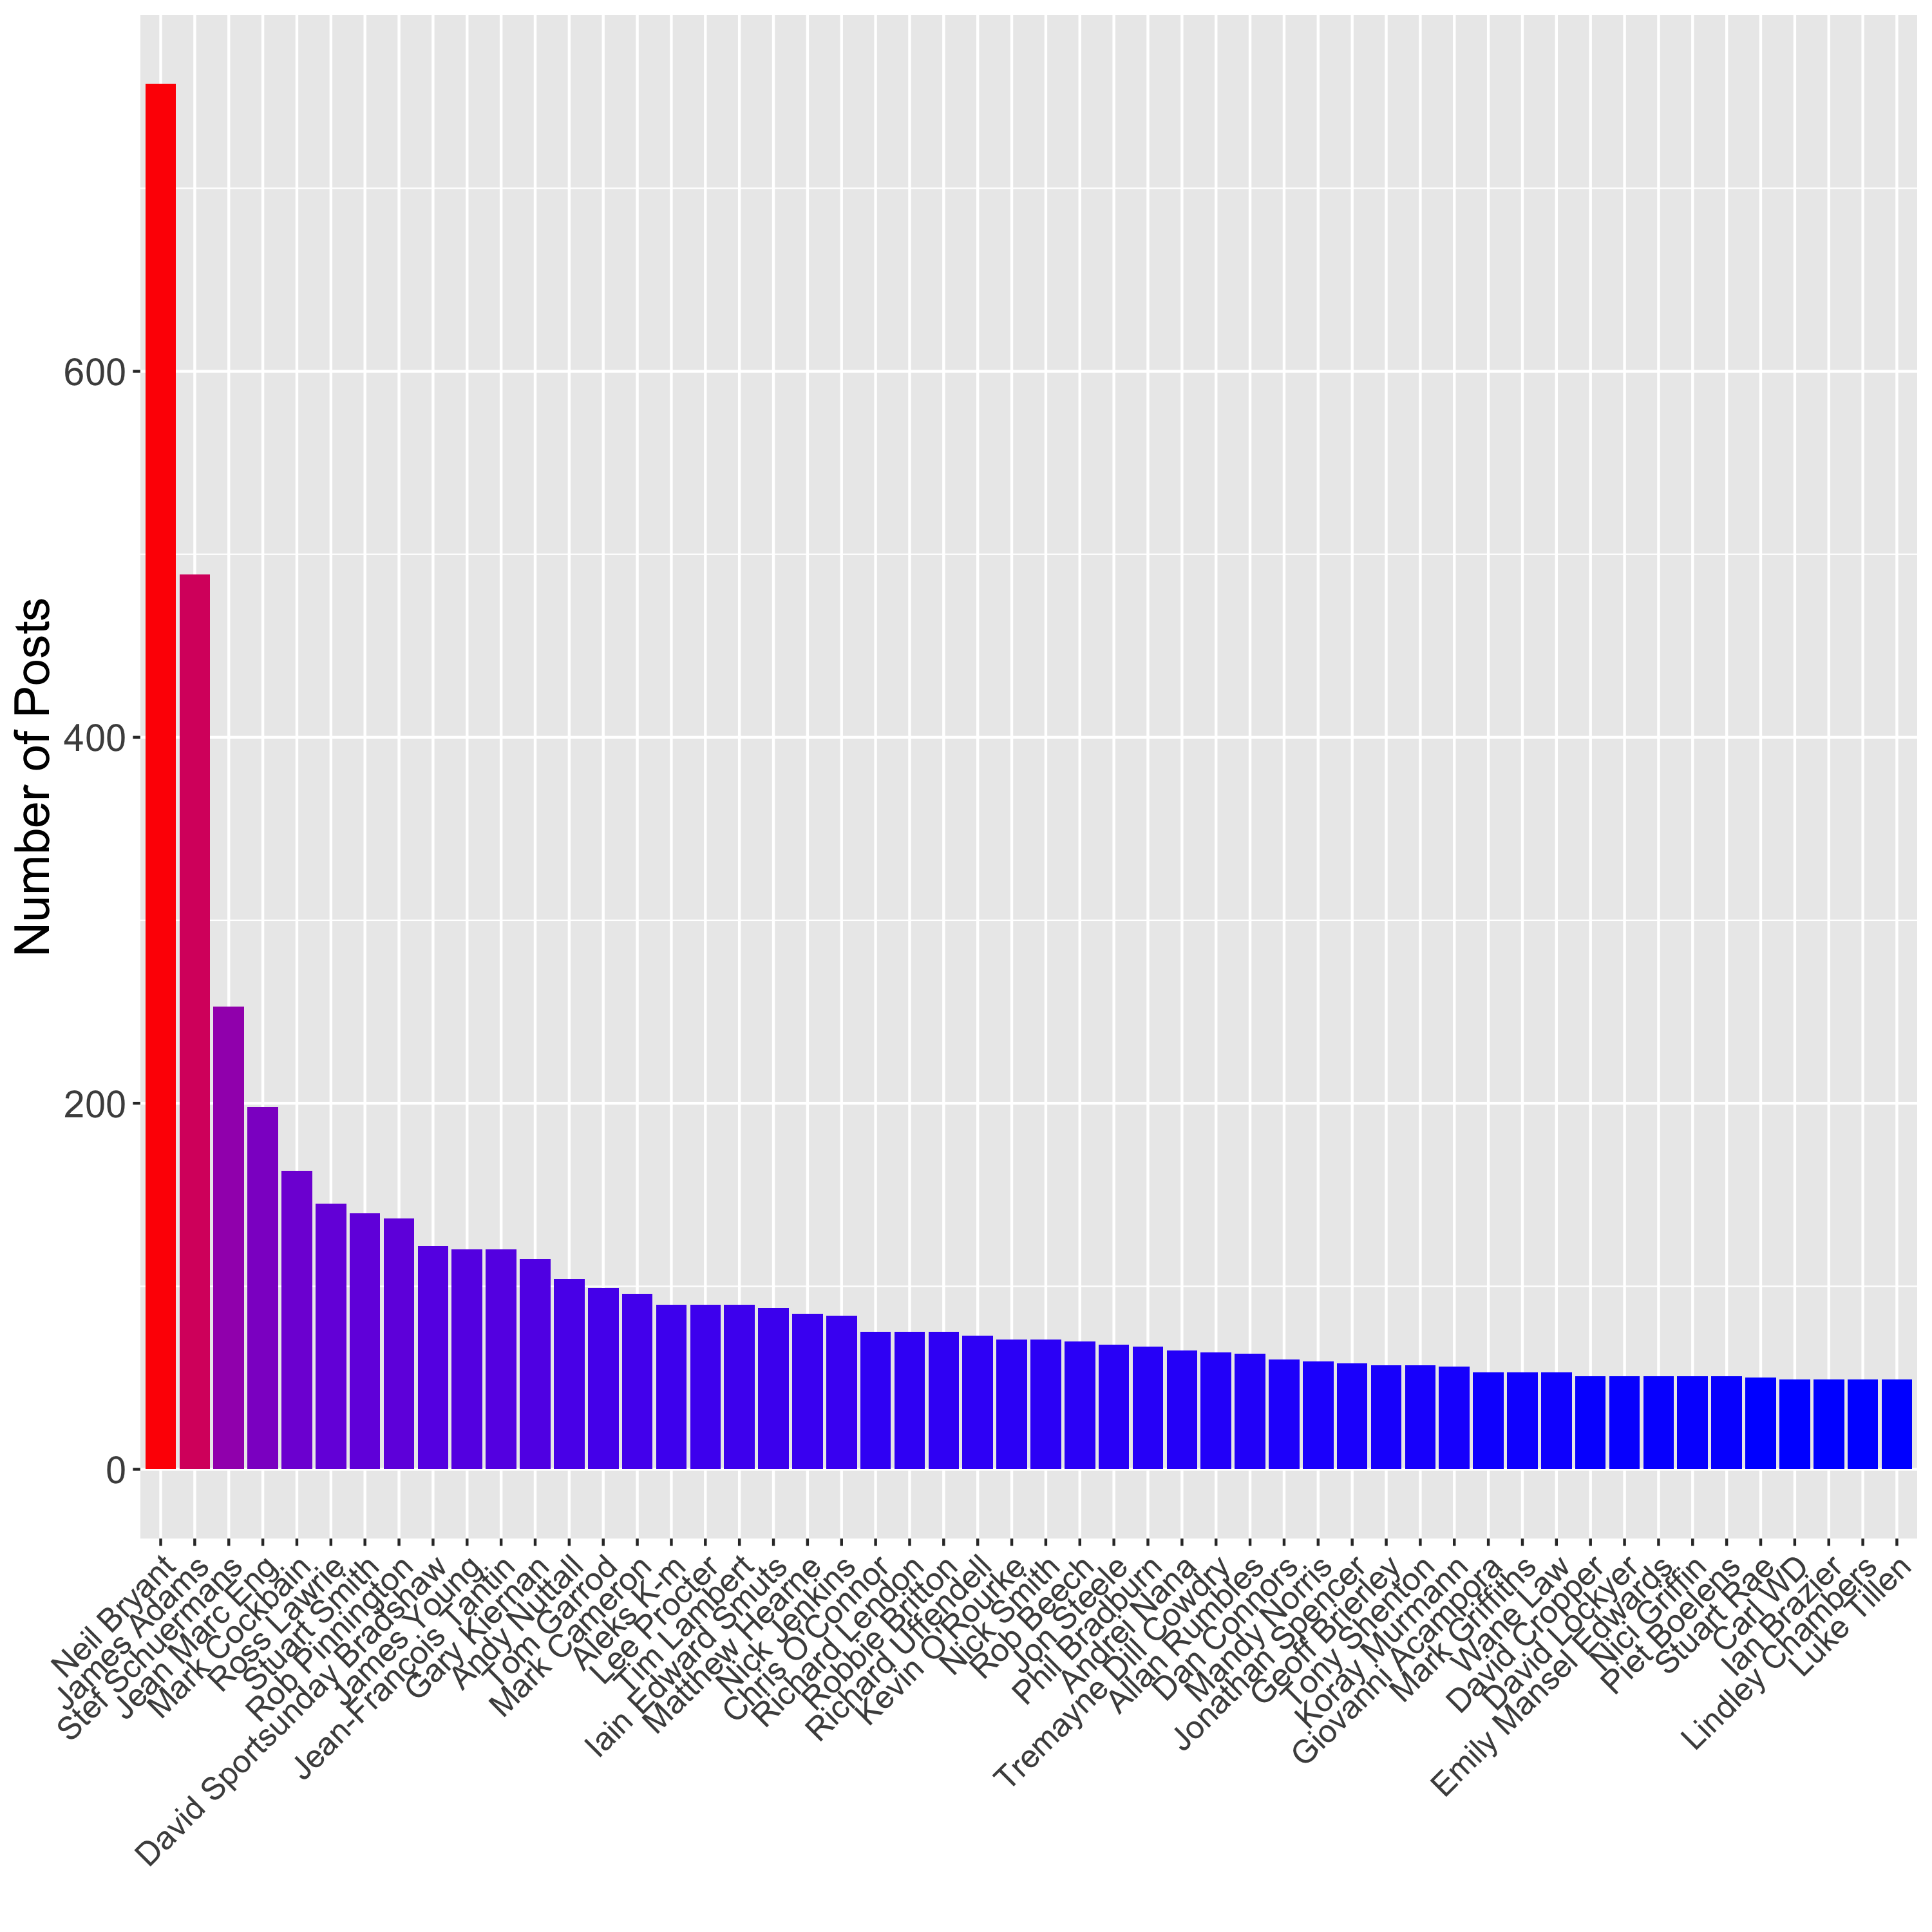 Number of Posts
600
400
200
0
Neil Bryant
James Adams
Stef Schuermans
Jean Marc Eng
Mark Cockbain
Ross Lawrie
Stuart Smith
Rob Pinnington
David Sportsunday Bradshaw
James Young
Jean-François Tantin
Gary Kiernan
Andy Nuttall
Tom Garrod
Mark Cameron
Aleks K-m
Lee Procter
Tim Lambert
Iain Edward Smuts
Matthew Hearne
Nick Jenkins
Chris O'Connor
Richard Lendon
Robbie Britton
Richard Uffendell
Kevin O'Rourke
Nick Smith
Rob Beech
Jon Steele
Phil Bradburn
Andrei Nana
Tremayne Dill Cowdry
Allan Rumbles
Dan Connors
Mandy Norris
Jonathan Spencer
Geoff Brierley
Tony Shenton
Koray Murmann
Giovanni Acampora
Mark Griffiths
Wane Law
David Cropper
David Lockyer
Emily Mansel Edwards
Nici Griffin
Piet Boelens
Stuart Rae
Carl WD
Ian Brazier
Lindley Chambers
Luke Tillen